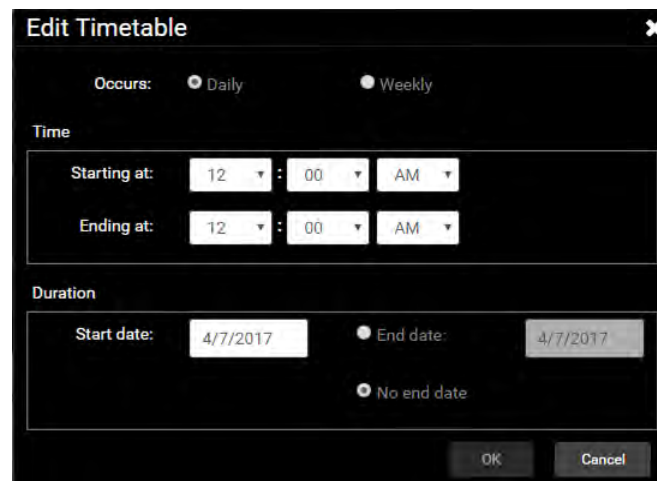 Edit Timetable
Occurs: Daily Weekly
Time
Starting at: 12 : 00 AM
Ending at: 12 : 00 AM
Duration
Start date: 4/7/2017 End date: 4/7/2017
No end date
OK Cancel